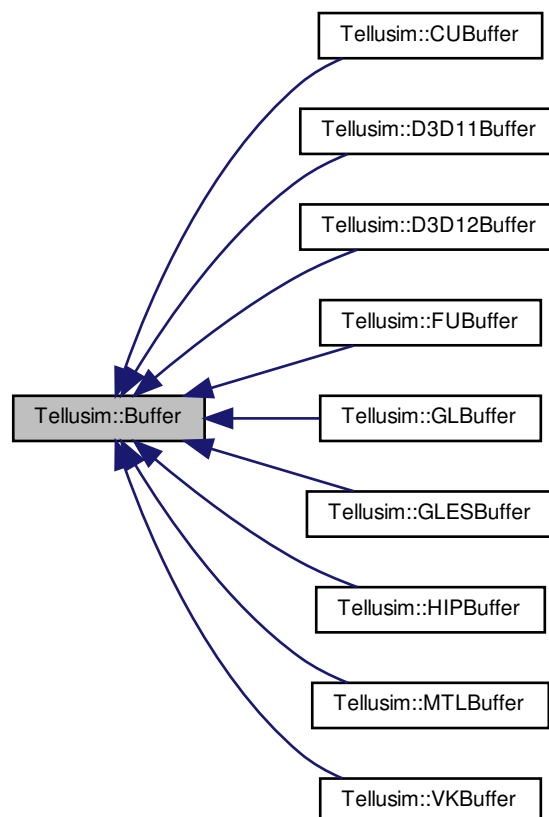 Tellusim::CUBuffer
Tellusim::D3D11Buffer
Tellusim::D3D12Buffer
Tellusim::FUBuffer
Tellusim::Buffer
Tellusim::GLBuffer
Tellusim::GLESBuffer
Tellusim::HIPBuffer
Tellusim::MTLBuffer
Tellusim::VKBuffer